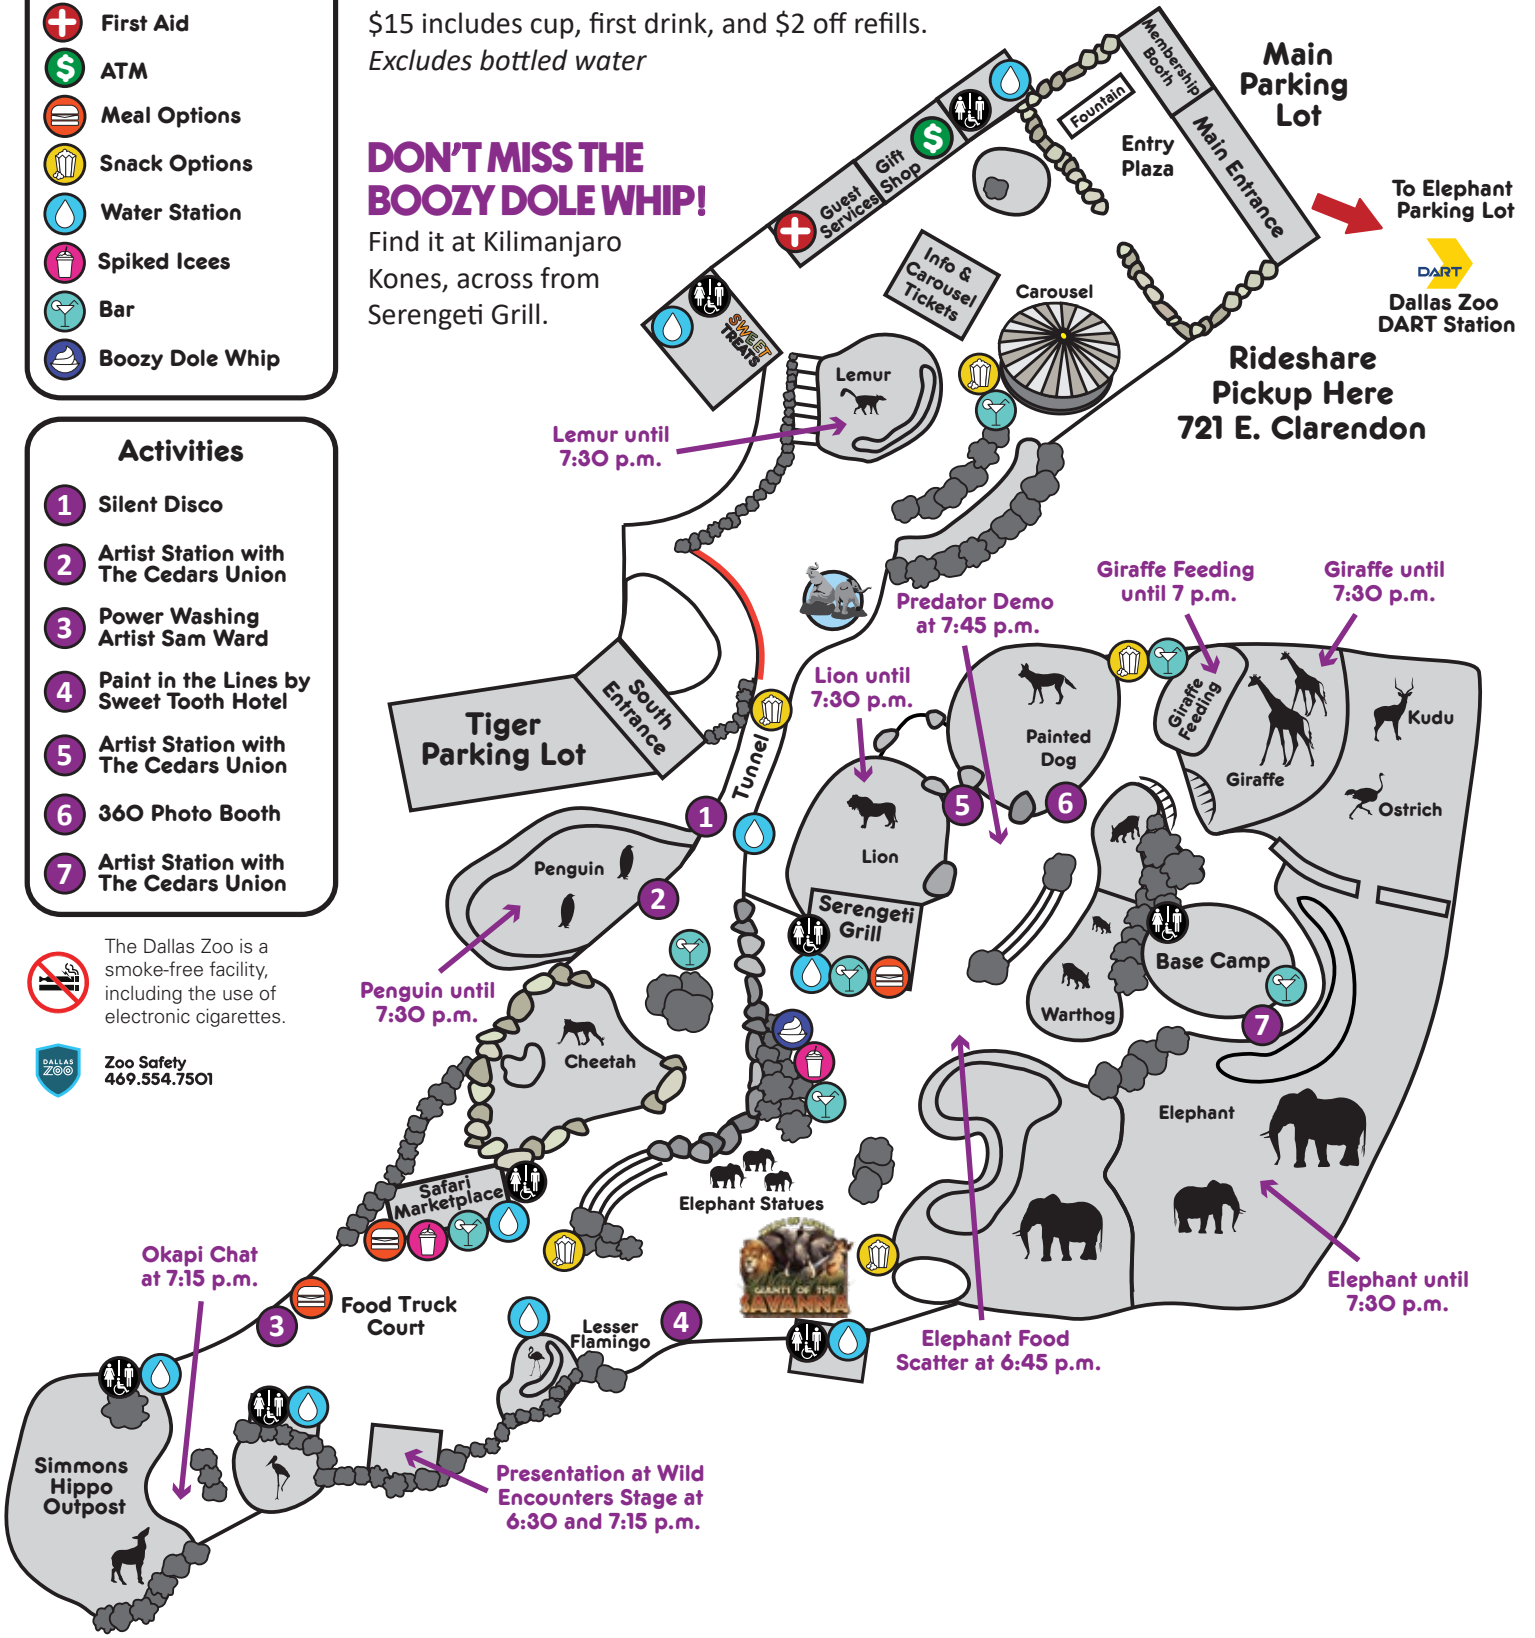 First Aid
ATM
Meal Options
Snack Options
Water Station
Spiked Icees
Bar
Boozy Dole Whip
$15 includes cup, first drink, and $2 off refills.
Excludes bottled water
DON'T MISS THE
BOOZY DOLE WHIP!
Find it at Kilimanjaro
Kones, across from
Serengeti Grill.
Activities
1 Silent Disco
2 Artist Station with
The Cedars Union
3 Power Washing
Artist Sam Ward
4 Paint in the Lines by
Sweet Tooth Hotel
5 Artist Station with
The Cedars Union
6 360 Photo Booth
7 Artist Station with
The Cedars Union
The Dallas Zoo is a
smoke-free facility,
including the use of
electronic cigarettes.
DALLAS
ZOO
Zoo Safety
469.554.7501
Membership
Booth
Main
Parking
Lot
Fountain
Entry
Plaza
Main Entrance
$
Gift
Shop
Guest
Services
To Elephant
Parking Lot
DART
Dallas Zoo
DART Station
Info &
Carousel
Tickets
Carousel
SWEET
TREATS
Rideshare
Pickup Here
721 E. Clarendon
Lemur
Lemur until
7:30 p.m.
Giraffe Feeding
until 7 p.m.
Giraffe until
7:30 p.m.
Predator Demo
at 7:45 p.m.
Lion until
7:30 p.m.
South
Entrance
Tiger
Parking Lot
Tunnel
Giraffe
Feeding
Kudu
Painted
Dog
Giraffe
Ostrich
1
5
6
Lion
Penguin
2
Serengeti
Grill
Base Camp
Warthog
7
Penguin until
7:30 p.m.
Cheetah
Elephant
Safari
Marketplace
Elephant Statues
GIANTS OF THE
SAVANNA
Okapi Chat
at 7:15 p.m.
Elephant until
7:30 p.m.
Food Truck
Court
3
Lesser
Flamingo
4
Elephant Food
Scatter at 6:45 p.m.
Simmons
Hippo
Outpost
Presentation at Wild
Encounters Stage at
6:30 and 7:15 p.m.